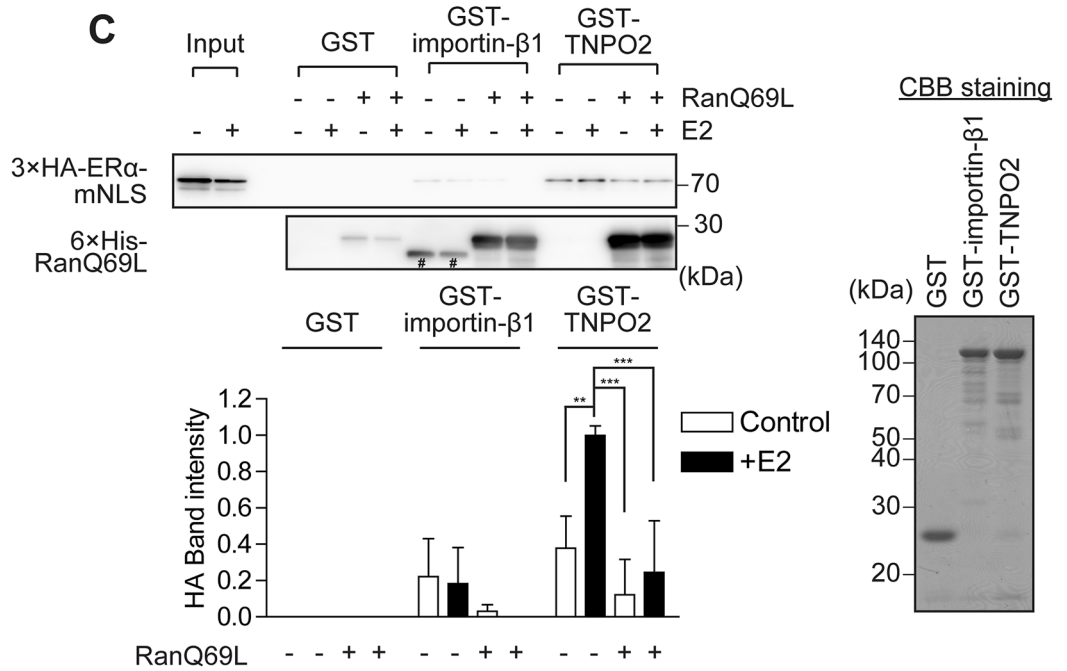 C
Input
GST
GST-
importin-β1
GST-
TNPO2
- - + + - - + + - - + + RanQ69L
- + - + - + - + - + - + - + E2
3×HA-ERα-
mNLS
70
6×His-
RanQ69L
30
# #
(kDa)
GST
GST-
importin-β1
GST-
TNPO2
HA Band intensity
1.2
1.0
0.8
0.6
0.4
0.2
0.0
** *** ***
Control
+E2
RanQ69L - - + + - - + + - - + +
CBB staining
(kDa)
GST
GST-importin-β1
GST-TNPO2
140
100
70
50
40
30
20